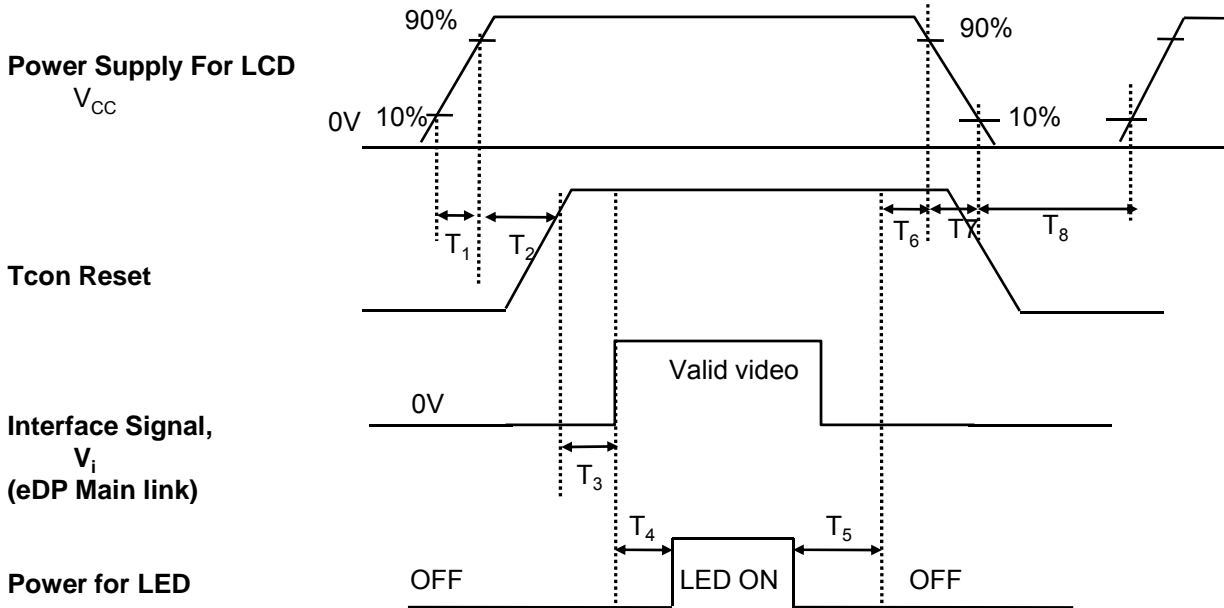 90%
90%
Power Supply For LCD
VCC
0V
10%
10%
T1
T2
T6
T7
T8
Tcon Reset
Valid video
0V
Interface Signal,
Vi
(eDP Main link)
T3
T4
T5
Power for LED
OFF
LED ON
OFF